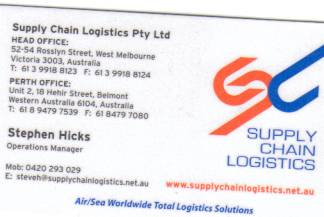 Supply Chain Logistics Pty Ltd
HEAD OFFICE:
52-54 Rosslyn Street, West Melbourne
Victoria 3003, Australia
T: 61 3 9918 8123 F: 61 3 9918 8124
PERTH OFFICE:
Unit 2, 18 Hehir Street, Belmont
Western Australia 6104, Australia
T: 61 8 9479 7539 F: 61 8479 7080
Stephen Hicks
Operations Manager
Mob: 0420 293 029
E: steveh@supplychainlogistics.net.au
SUPPLY
CHAIN
LOGISTICS
www.supplychainlogistics.net.au
Air/Sea Worldwide Total Logistics Solutions